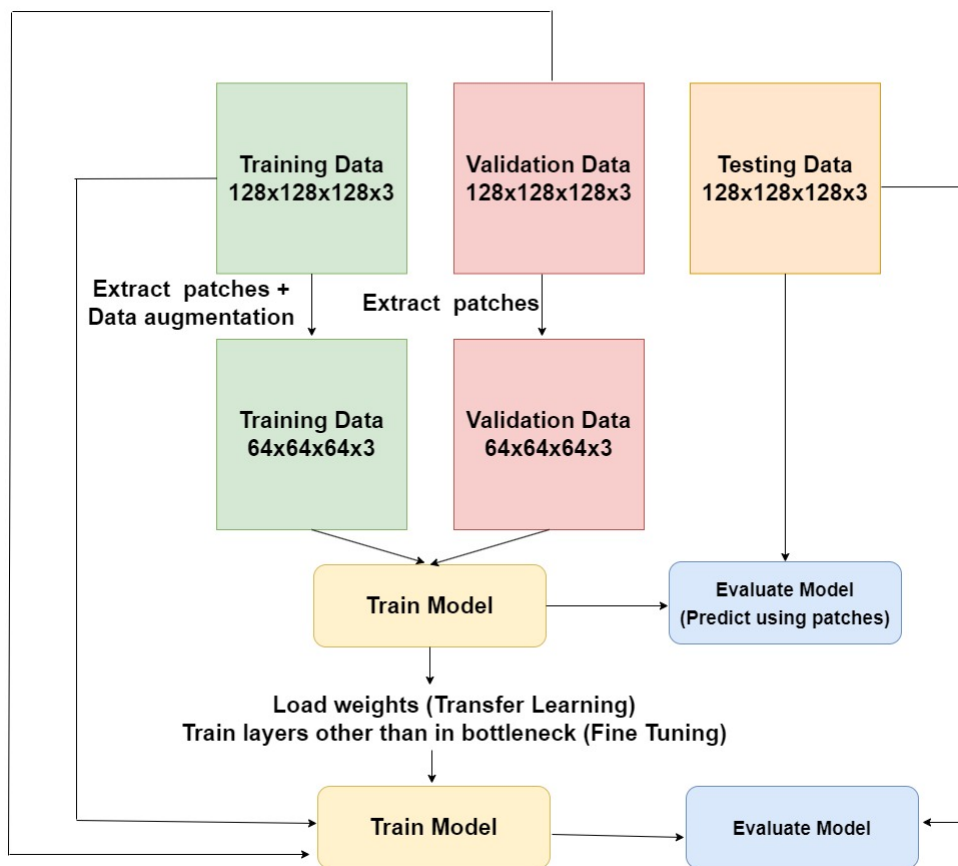 Training Data
128x128x128x3
Validation Data
128x128x128x3
Testing Data
128x128x128x3
Extract patches +
Data augmentation
Extract patches
Training Data
64x64x64x3
Validation Data
64x64x64x3
Train Model
Evaluate Model
(Predict using patches)
Load weights (Transfer Learning)
Train layers other than in bottleneck (Fine Tuning)
Train Model
Evaluate Model